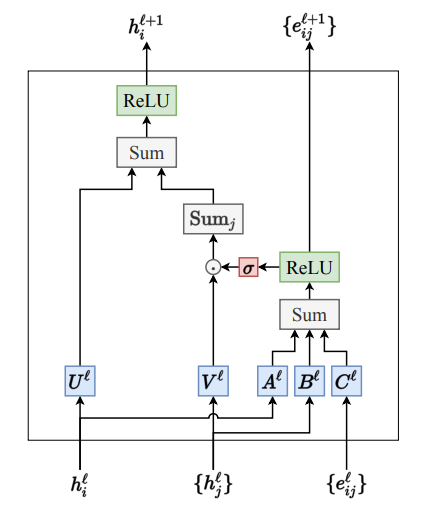 h_i^{ℓ+1} {e_{ij}^{ℓ+1}}
ReLU
Sum
Sum_j
⊙ σ ReLU
Sum
U^ℓ V^ℓ A^ℓ B^ℓ C^ℓ
h_i^ℓ {h_j^ℓ} {e_{ij}^ℓ}